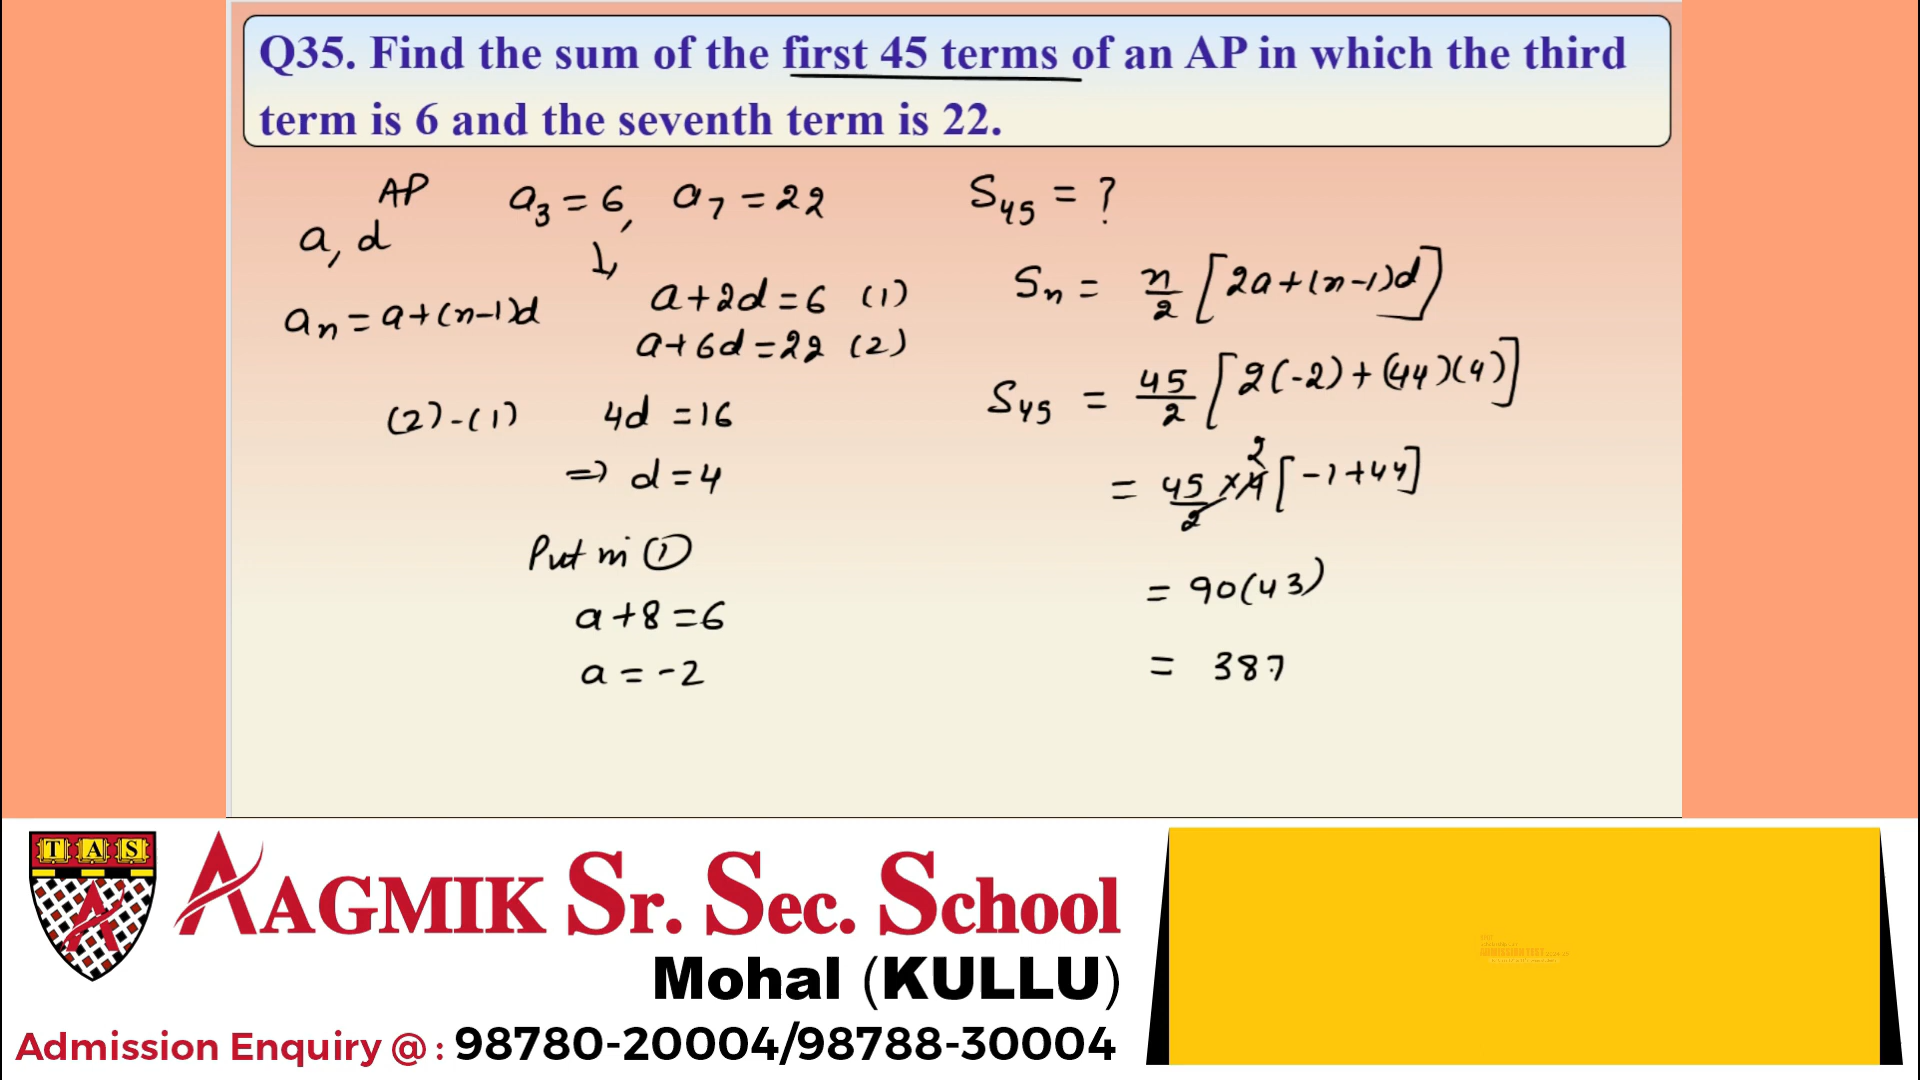 Q35. Find the sum of the first 45 terms of an AP in which the third
term is 6 and the seventh term is 22.
AP
a, d
a₃ = 6, a₇ = 22
aₙ = a+(n-1)d
a+2d = 6 (1)
a+6d = 22 (2)
(2)-(1) 4d = 16
⇒ d = 4
Put in ①
a+8 = 6
a = -2
S₄₅ = ?
Sₙ = n/2 [2a+(n-1)d]
S₄₅ = 45/2 [2(-2)+(44)(4)]
= 45/2 × 4 2 [-1+44]
= 90(43)
= 387
TAS
AAGMIK Sr. Sec. School
Mohal (KULLU)
Admission Enquiry @ : 98780-20004/98788-30004